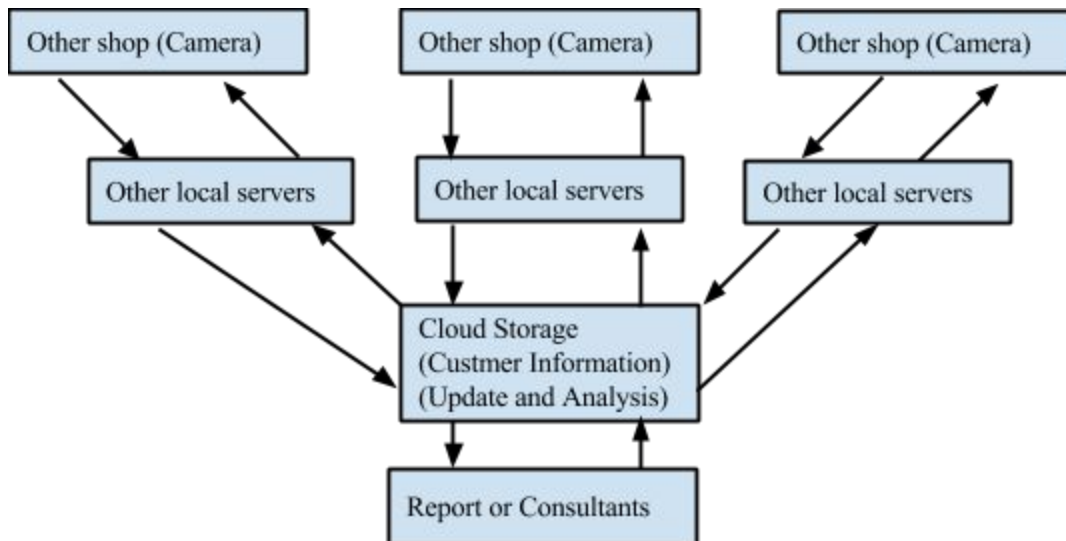 Other shop (Camera)
Other shop (Camera)
Other shop (Camera)
Other local servers
Other local servers
Other local servers
Cloud Storage
(Custmer Information)
(Update and Analysis)
Report or Consultants